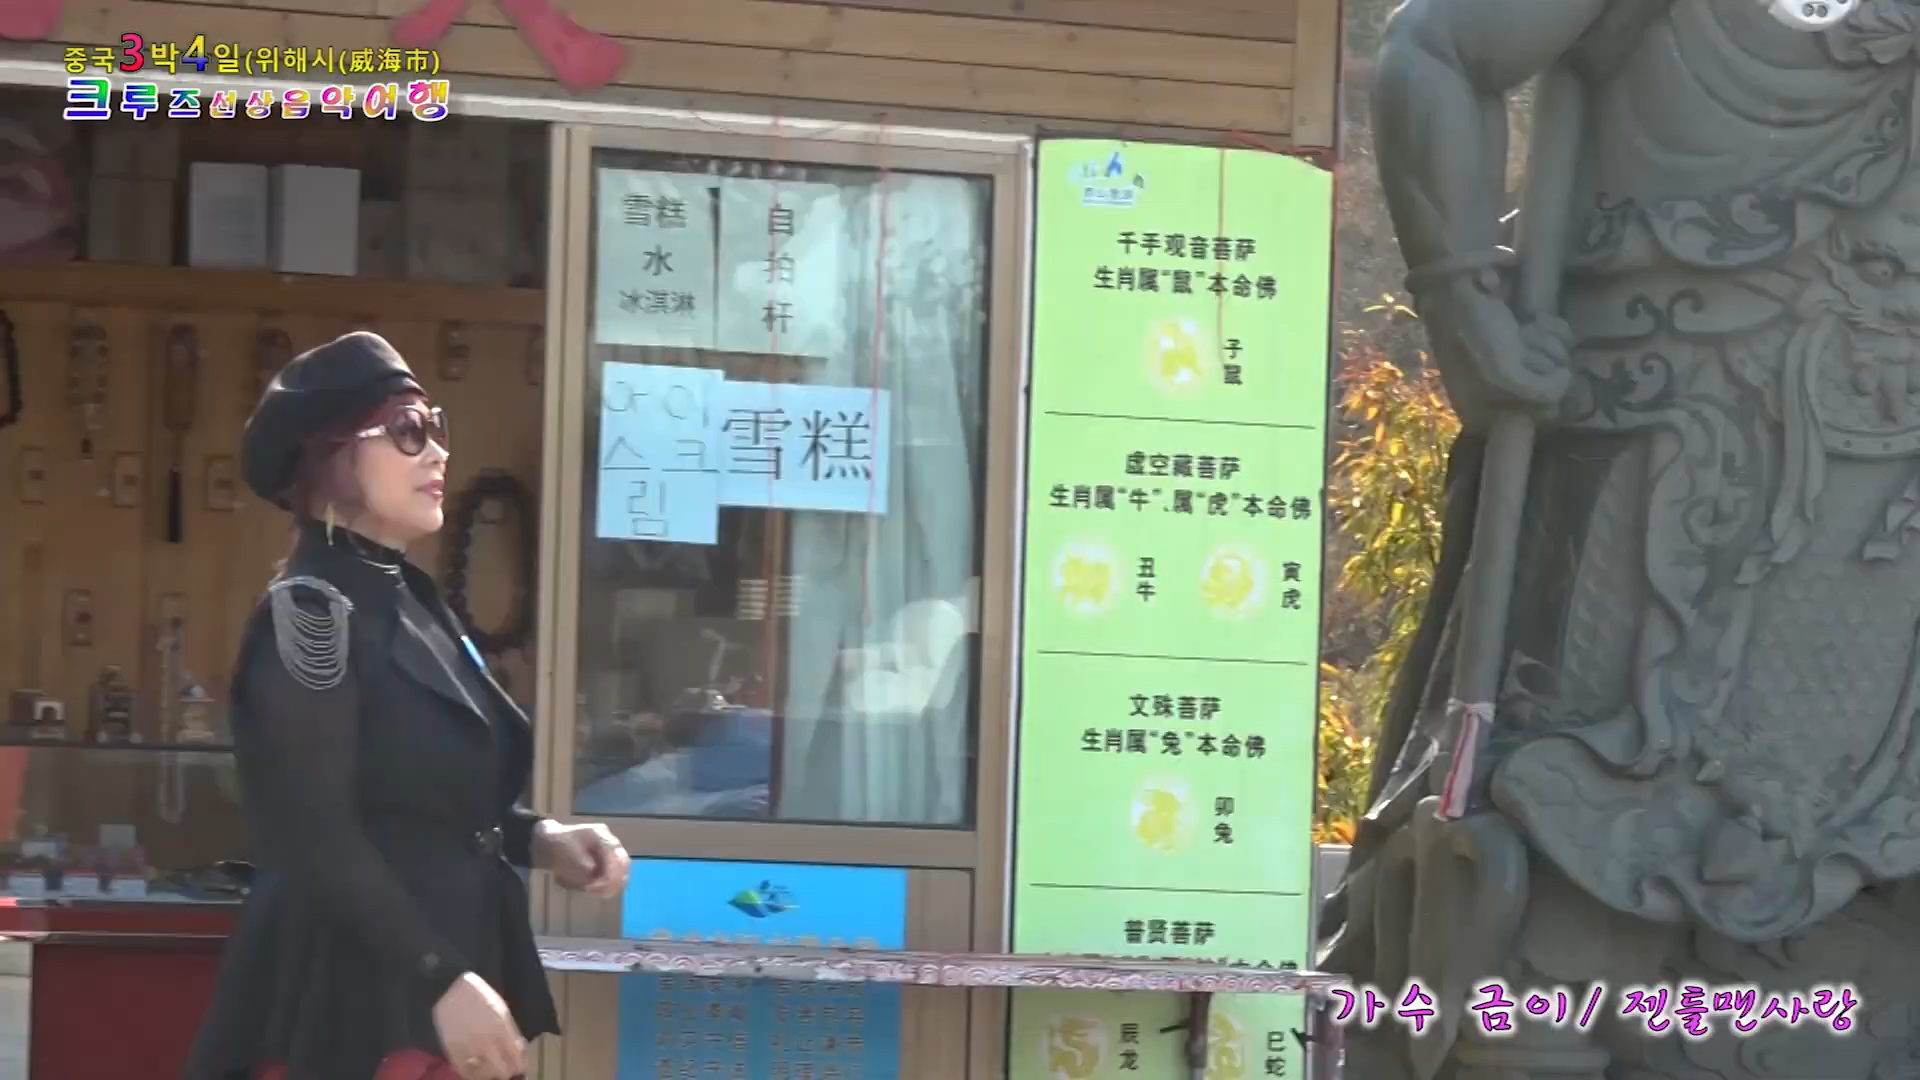 중국3박4일(위해시(威海市)
크루즈선상음악여행
雪糕
水
冰淇淋
自
拍
杆
아이
스크
림
雪糕
千手观音菩萨
生肖属“鼠”本命佛
子
鼠
虚空藏菩萨
生肖属“牛”、属“虎”本命佛
丑
牛
寅
虎
文殊菩萨
生肖属“兔”本命佛
卯
兔
普贤菩萨
辰
龙
巳
蛇
가수 금이/ 젠틀맨사랑